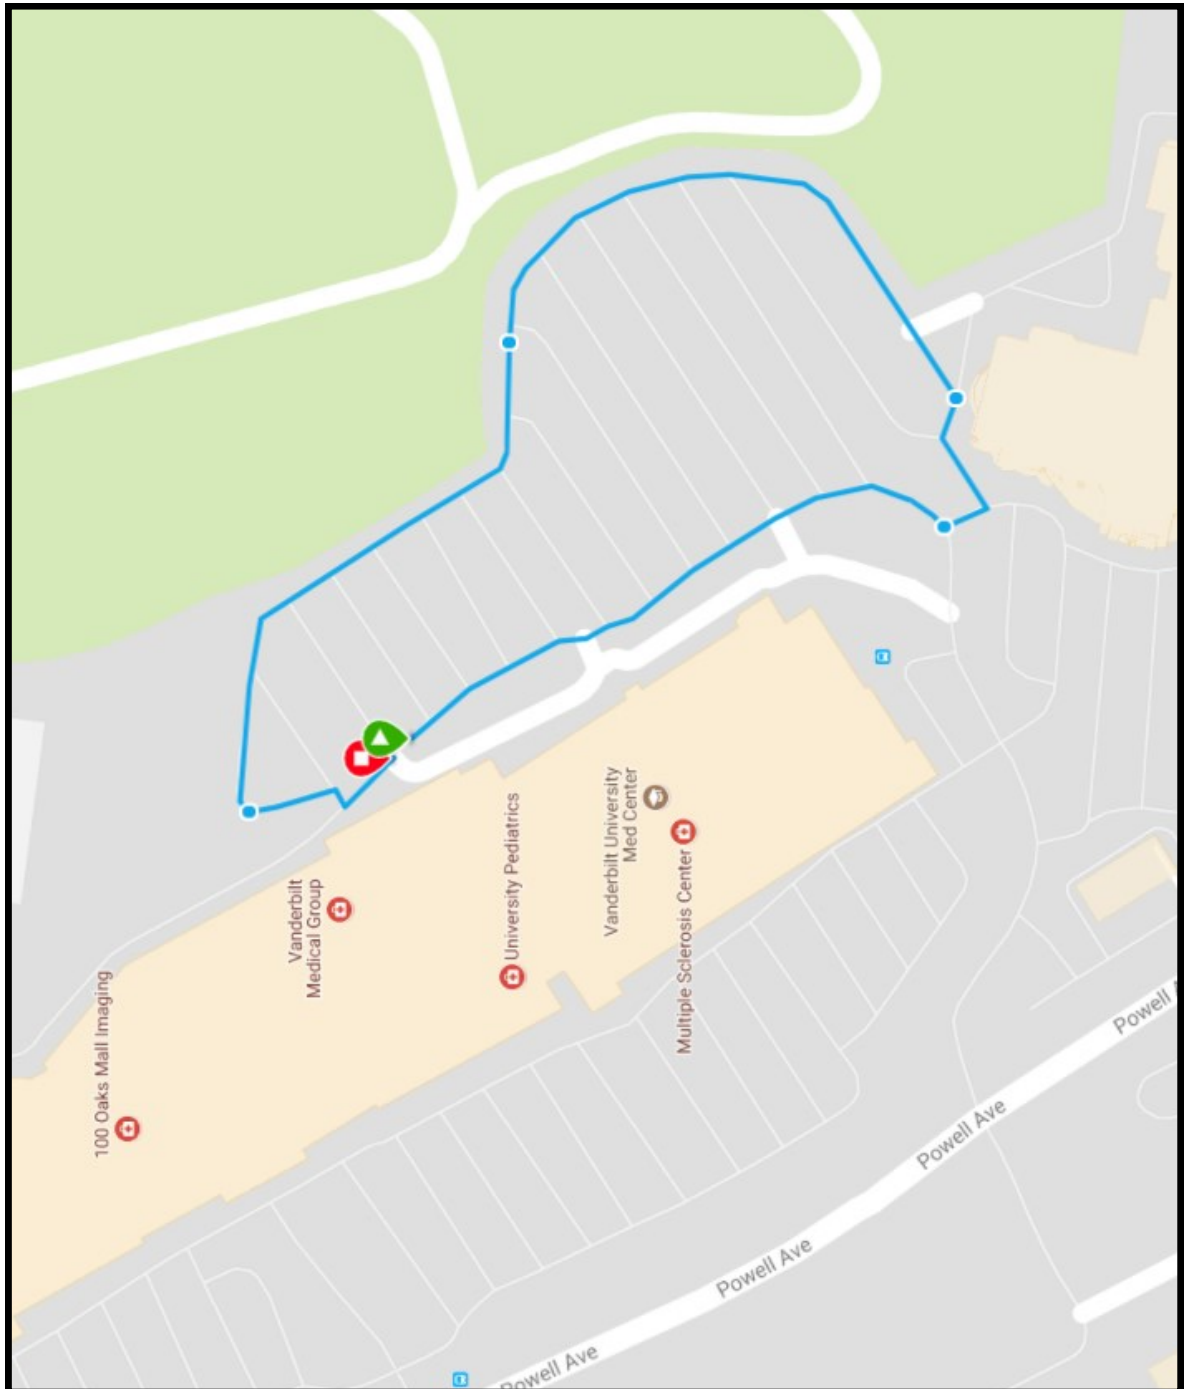 100 Oaks Mall Imaging
Vanderbilt
Medical Group
University Pediatrics
Vanderbilt University
Med Center
Multiple Sclerosis Center
Powell Ave
Powell Ave
Powell Ave
Powell A